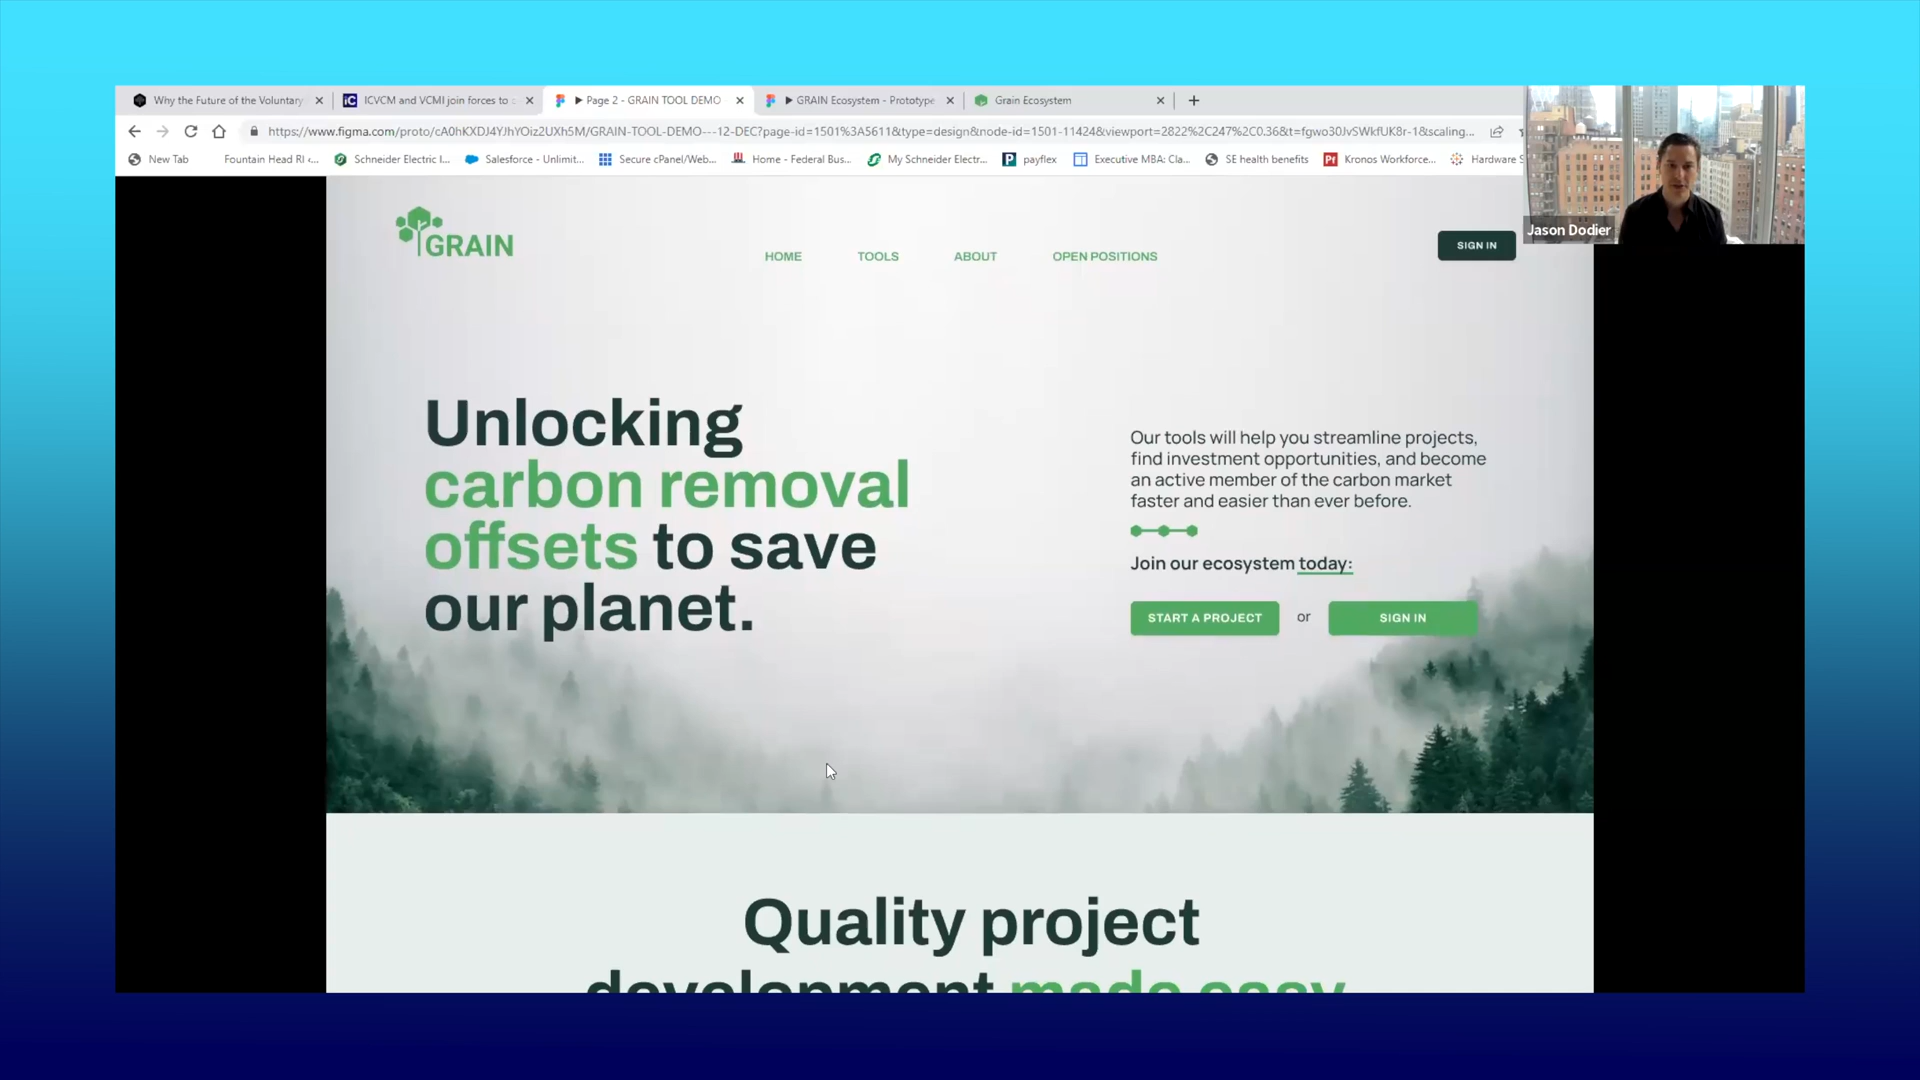 Why the Future of the Voluntary
ICVCM and VCMI join forces to
Page 2 - GRAIN TOOL DEMO
GRAIN Ecosystem - Prototype
Grain Ecosystem
https://www.figma.com/proto/cA0hKXDJ4YJhYOiz2UXh5M/GRAIN-TOOL-DEMO---12-DEC?page-id=1501%3A5611&type=design&node-id=1501-11424&viewport=2822%2C247%2C0.36&t=fgwo30JvSWkfUK8r-1&scaling...
New Tab
Fountain Head RI <...
Schneider Electric I...
Salesforce - Unlimit...
Secure cPanel/Web...
Home - Federal Bus...
My Schneider Electr...
payflex
Executive MBA: Cla...
SE health benefits
Kronos Workforce...
Hardware S
Jason Dodier
GRAIN
HOME
TOOLS
ABOUT
OPEN POSITIONS
SIGN IN
Unlocking
carbon removal
offsets to save
our planet.
Our tools will help you streamline projects,
find investment opportunities, and become
an active member of the carbon market
faster and easier than ever before.
Join our ecosystem today:
START A PROJECT or SIGN IN
Quality project
development made easy